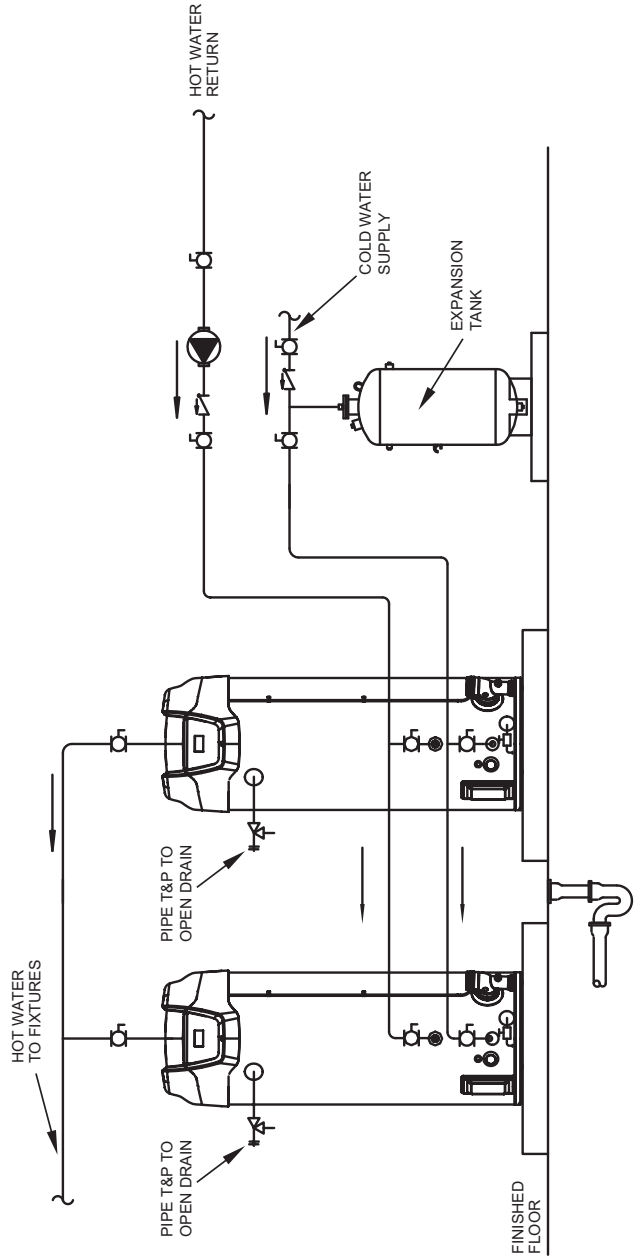 HOT WATER
TO FIXTURES
HOT WATER
RETURN
PIPE T&P TO
OPEN DRAIN
PIPE T&P TO
OPEN DRAIN
COLD WATER
SUPPLY
EXPANSION
TANK
FINISHED
FLOOR